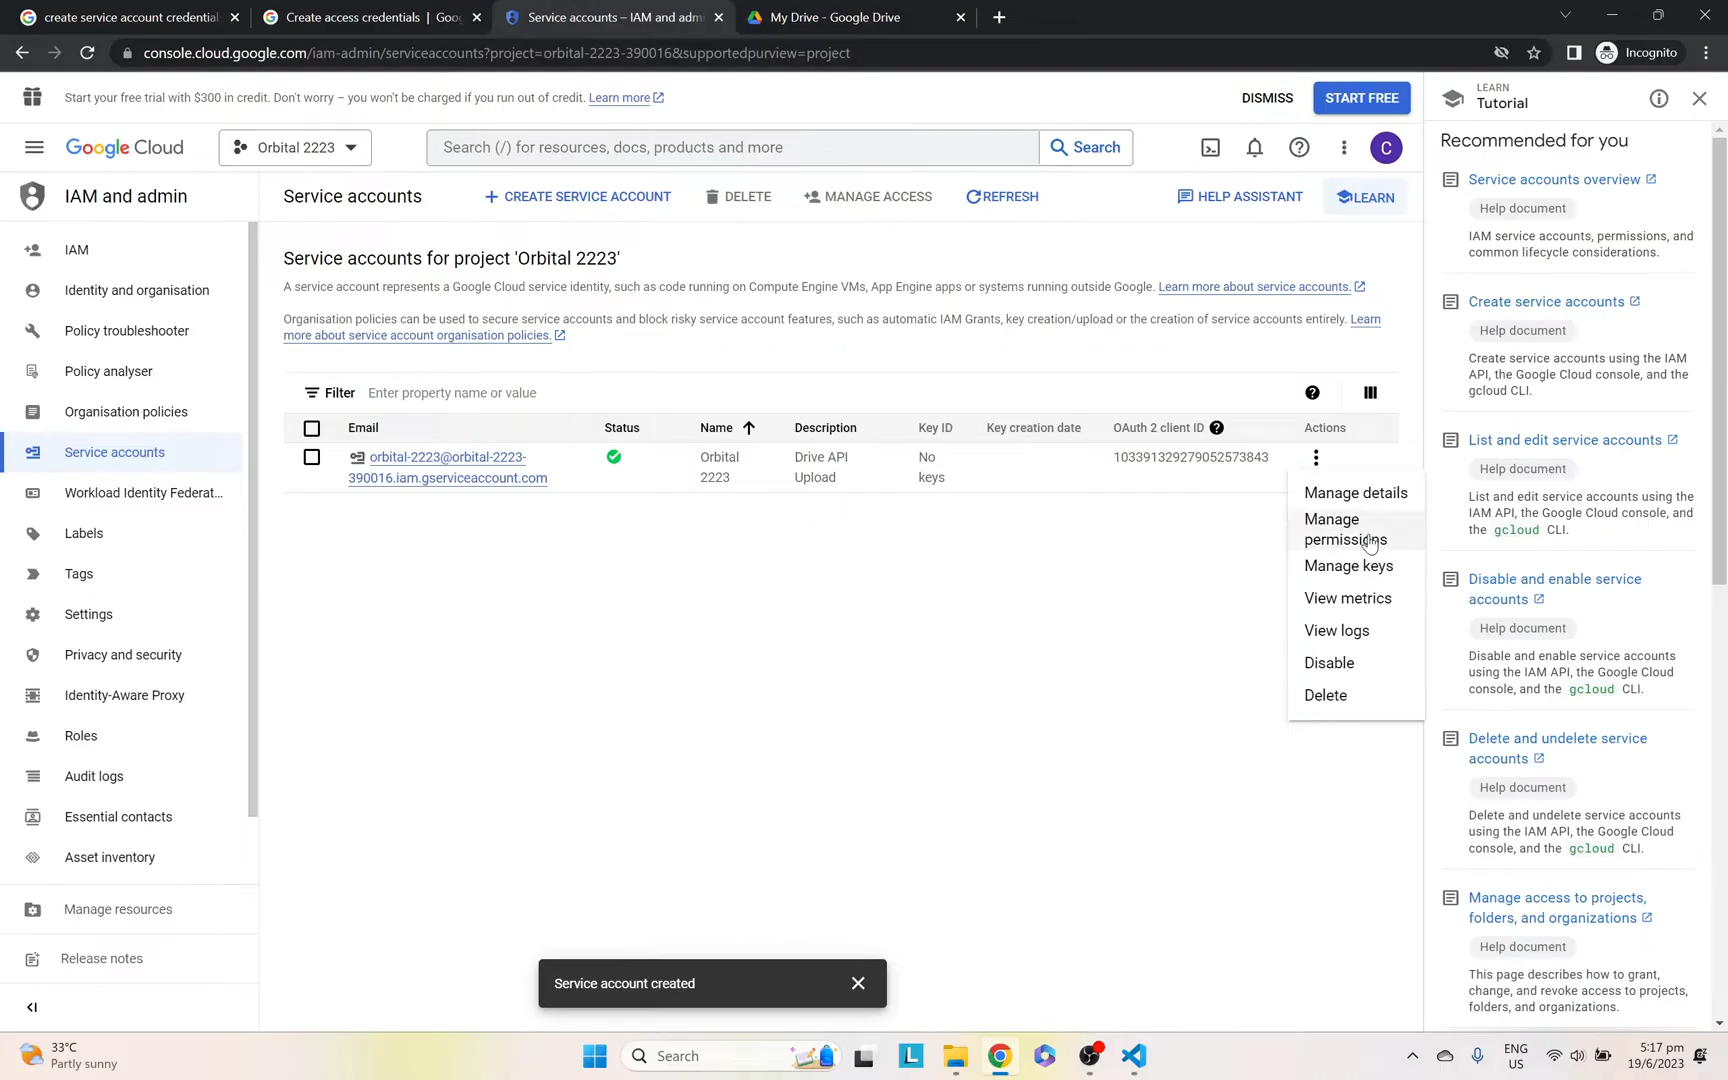 create service account credential
Create access credentials | Goo
Service accounts – IAM and adm
My Drive - Google Drive
console.cloud.google.com/iam-admin/serviceaccounts?project=orbital-2223-390016&supportedpurview=project
Incognito
Start your free trial with $300 in credit. Don't worry – you won't be charged if you run out of credit. Learn more
DISMISS
START FREE
LEARN
Tutorial
Google Cloud
Orbital 2223
Search (/) for resources, docs, products and more
Search
C
IAM and admin
Service accounts
CREATE SERVICE ACCOUNT
DELETE
MANAGE ACCESS
REFRESH
HELP ASSISTANT
LEARN
IAM
Identity and organisation
Policy troubleshooter
Policy analyser
Organisation policies
Service accounts
Workload Identity Federat...
Labels
Tags
Settings
Privacy and security
Identity-Aware Proxy
Roles
Audit logs
Essential contacts
Asset inventory
Manage resources
Release notes
Service accounts for project 'Orbital 2223'
A service account represents a Google Cloud service identity, such as code running on Compute Engine VMs, App Engine apps or systems running outside Google. Learn more about service accounts.
Organisation policies can be used to secure service accounts and block risky service account features, such as automatic IAM Grants, key creation/upload or the creation of service accounts entirely. Learn
more about service account organisation policies.
Filter Enter property name or value
Email
Status
Name
Description
Key ID
Key creation date
OAuth 2 client ID
Actions
orbital-2223@orbital-2223-
390016.iam.gserviceaccount.com
Orbital
2223
Drive API
Upload
No
keys
103391329279052573843
Manage details
Manage
permissions
Manage keys
View metrics
View logs
Disable
Delete
Service account created
Recommended for you
Service accounts overview
Help document
IAM service accounts, permissions, and
common lifecycle considerations.
Create service accounts
Help document
Create service accounts using the IAM
API, the Google Cloud console, and the
gcloud CLI.
List and edit service accounts
Help document
List and edit service accounts using the
IAM API, the Google Cloud console, and
the gcloud CLI.
Disable and enable service
accounts
Help document
Disable and enable service accounts
using the IAM API, the Google Cloud
console, and the gcloud CLI.
Delete and undelete service
accounts
Help document
Delete and undelete service accounts
using the IAM API, the Google Cloud
console, and the gcloud CLI.
Manage access to projects,
folders, and organizations
Help document
This page describes how to grant,
change, and revoke access to projects,
folders, and organizations.
33°C
Partly sunny
Search
L
ENG
US
5:17 pm
19/6/2023